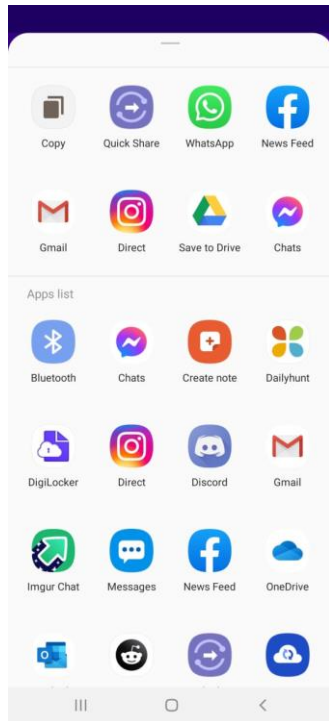 Copy Quick Share WhatsApp News Feed
Gmail Direct Save to Drive Chats
Apps list
Bluetooth Chats Create note Dailyhunt
DigiLocker Direct Discord Gmail
Imgur Chat Messages News Feed OneDrive